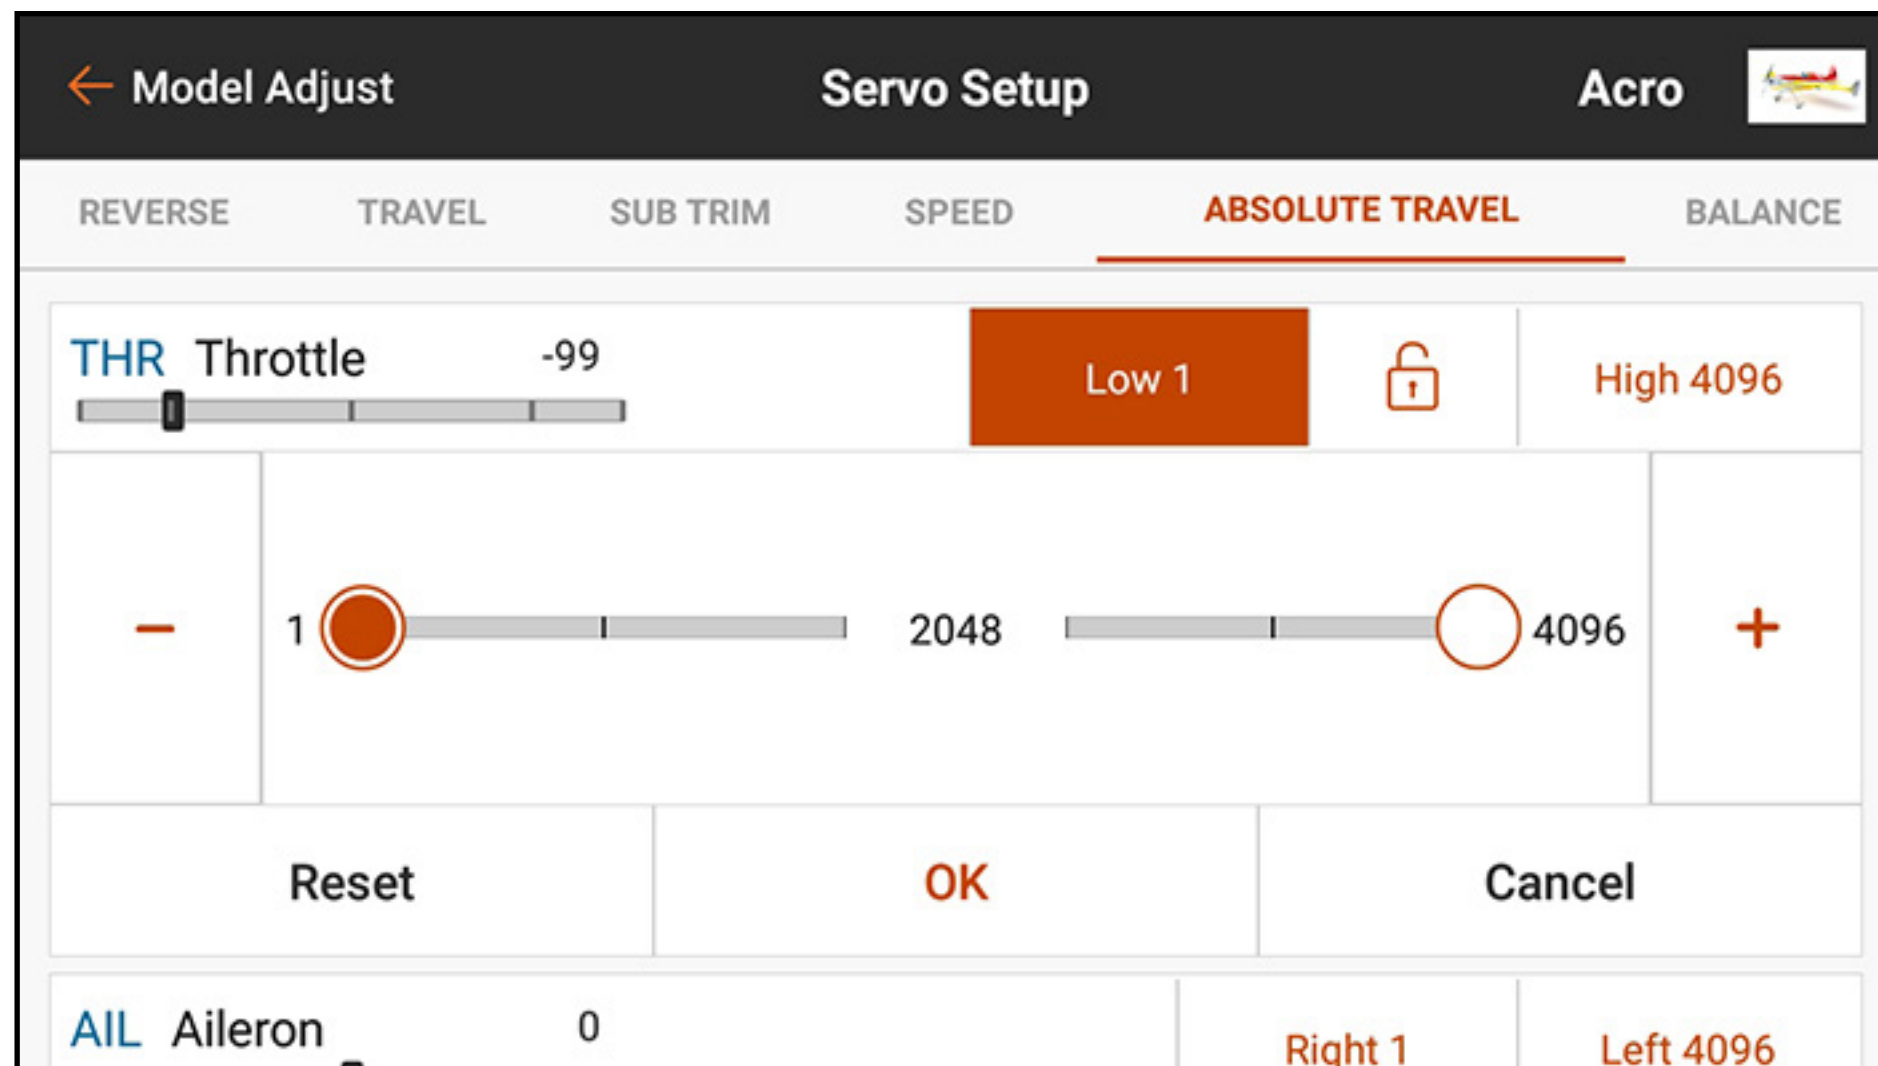 Model Adjust Servo Setup Acro
REVERSE TRAVEL SUB TRIM SPEED ABSOLUTE TRAVEL BALANCE
THR Throttle -99 Low 1 High 4096
− 1 2048 4096 +
Reset OK Cancel
AIL Aileron 0 Right 1 Left 4096